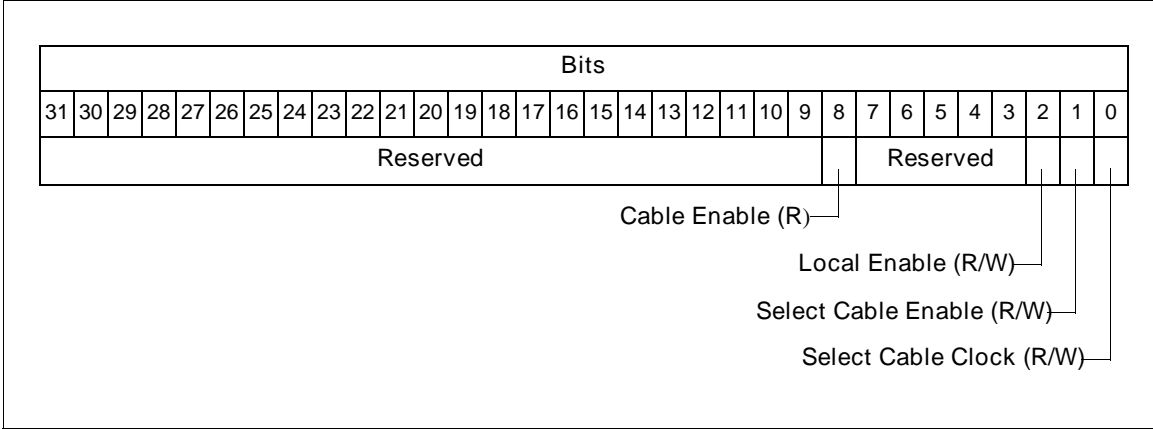 Bits
31 30 29 28 27 26 25 24 23 22 21 20 19 18 17 16 15 14 13 12 11 10 9 8 7 6 5 4 3 2 1 0
Reserved Reserved
Cable Enable (R)
Local Enable (R/W)
Select Cable Enable (R/W)
Select Cable Clock (R/W)